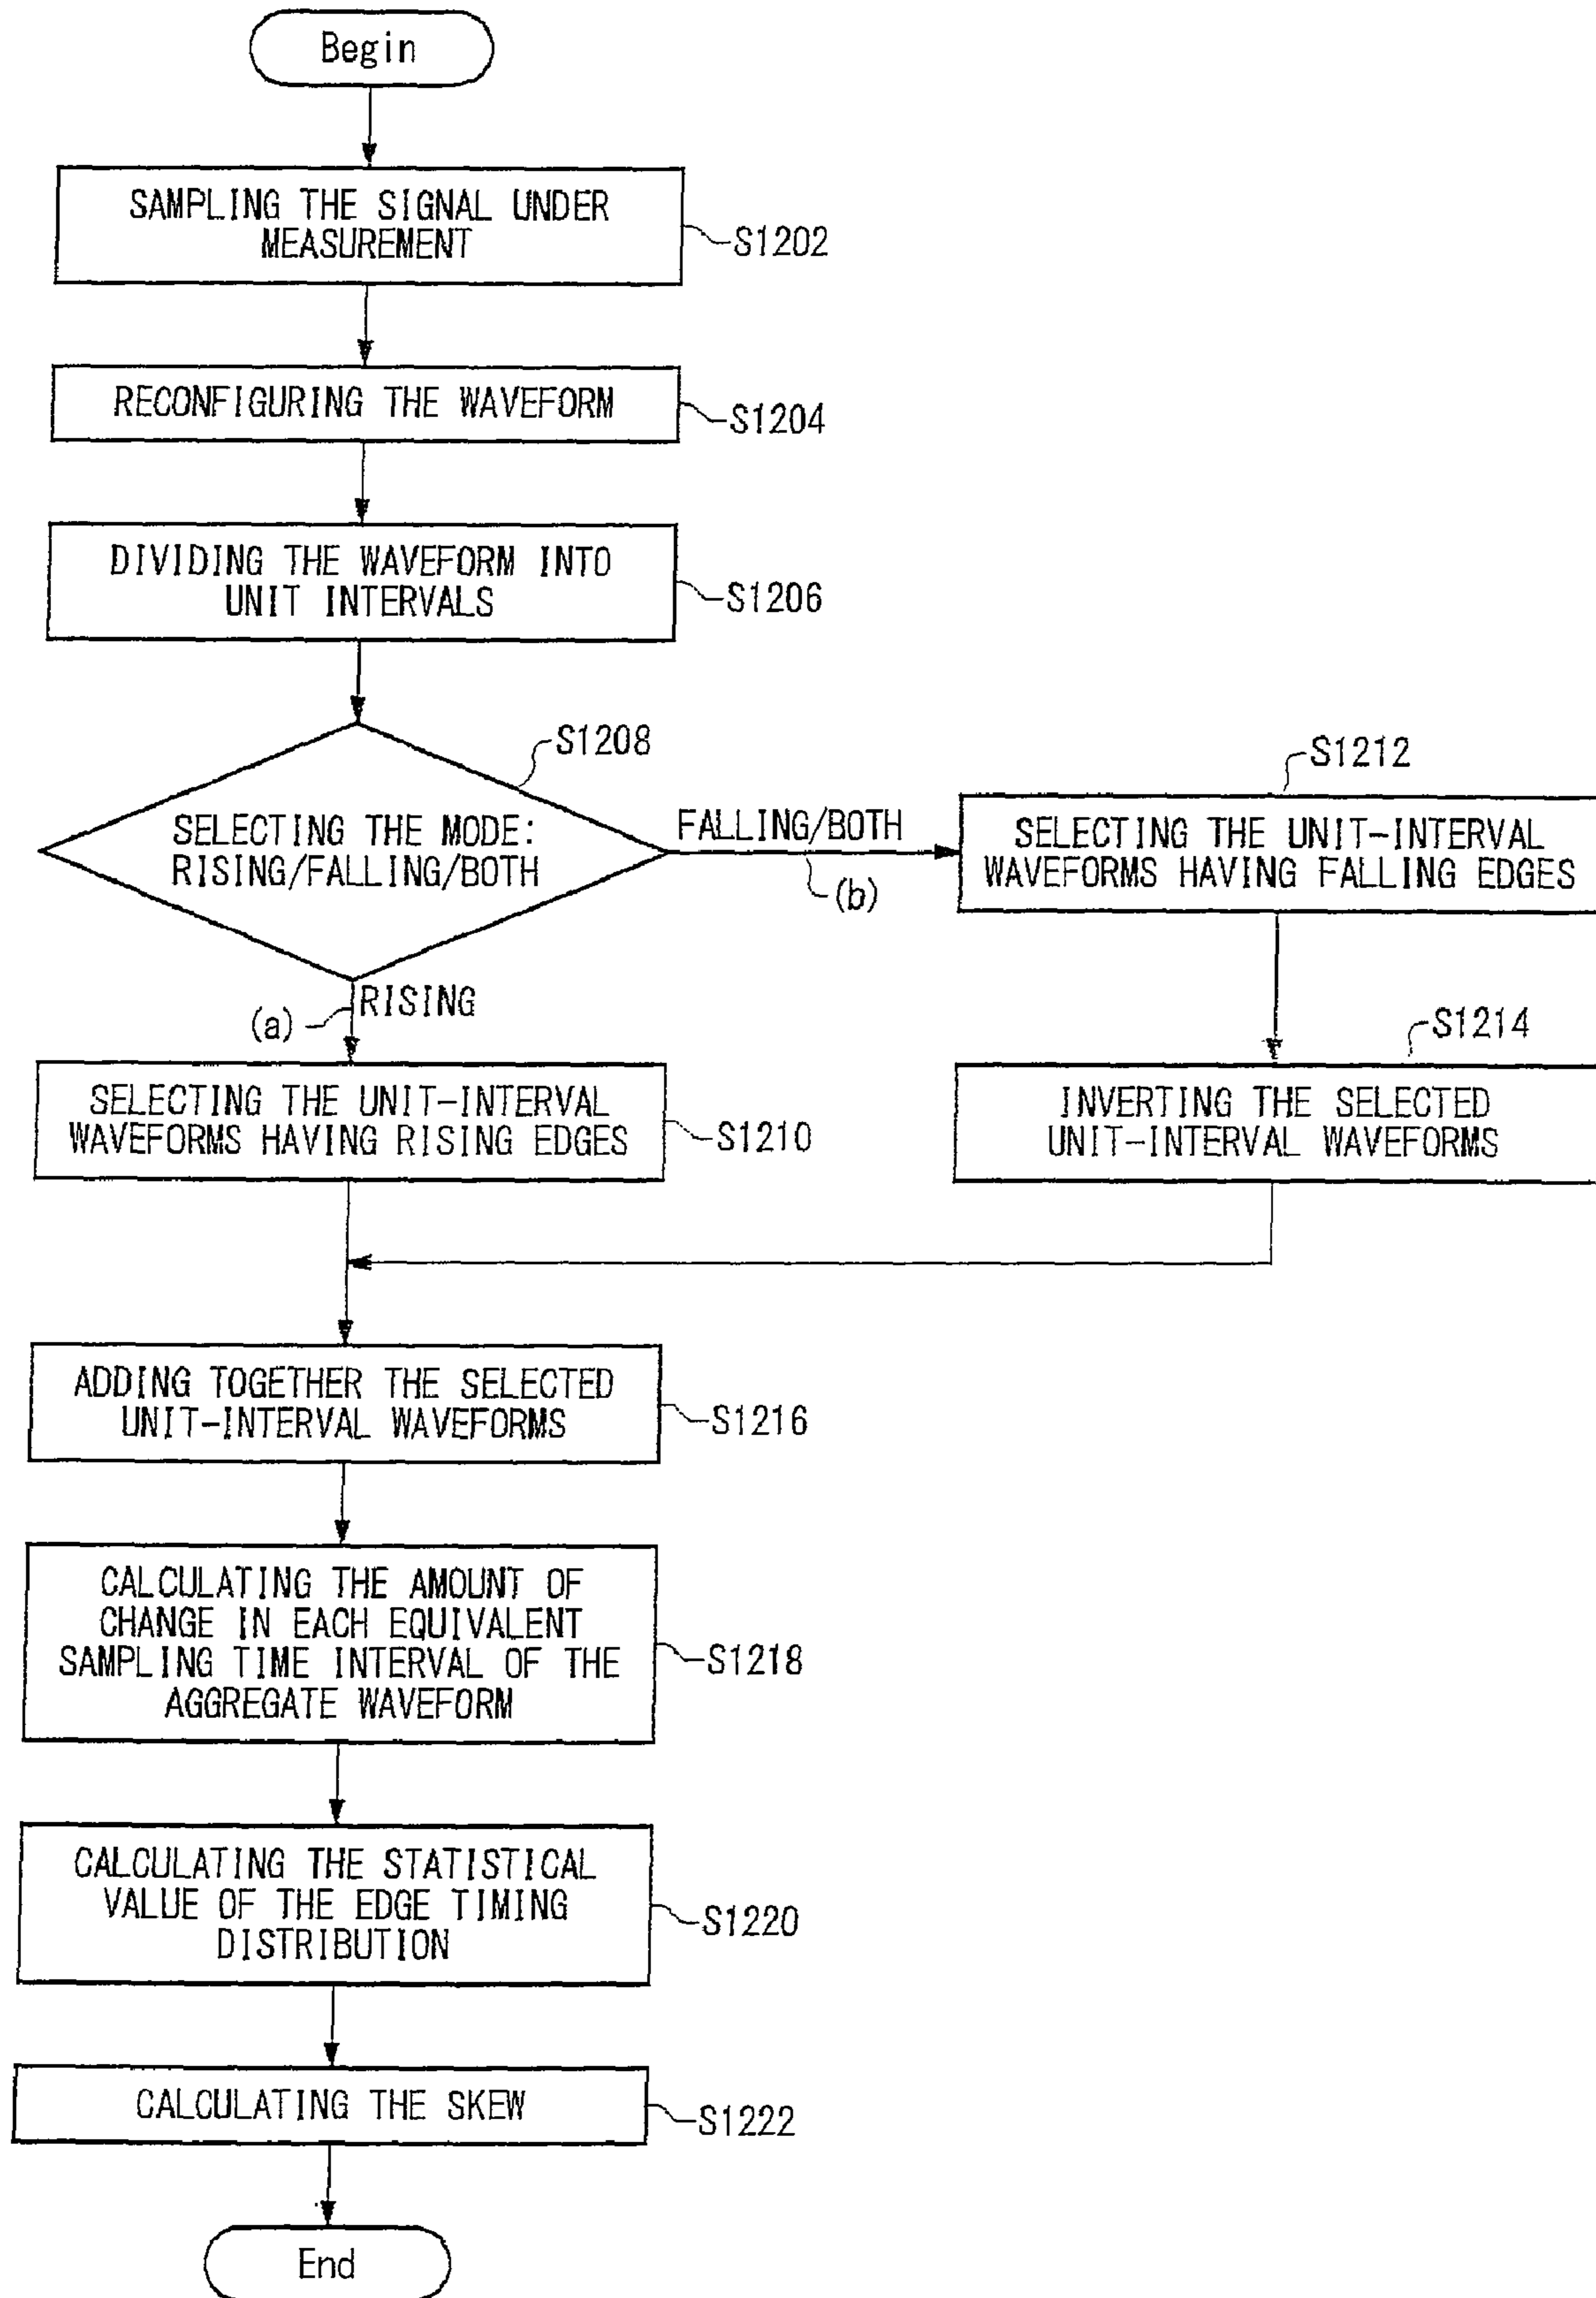 Begin
SAMPLING THE SIGNAL UNDER
MEASUREMENT
S1202
RECONFIGURING THE WAVEFORM
S1204
DIVIDING THE WAVEFORM INTO
UNIT INTERVALS
S1206
S1208
SELECTING THE MODE:
RISING/FALLING/BOTH
FALLING/BOTH
(b)
S1212
SELECTING THE UNIT-INTERVAL
WAVEFORMS HAVING FALLING EDGES
(a)
RISING
S1214
SELECTING THE UNIT-INTERVAL
WAVEFORMS HAVING RISING EDGES
S1210
INVERTING THE SELECTED
UNIT-INTERVAL WAVEFORMS
ADDING TOGETHER THE SELECTED
UNIT-INTERVAL WAVEFORMS
S1216
CALCULATING THE AMOUNT OF
CHANGE IN EACH EQUIVALENT
SAMPLING TIME INTERVAL OF THE
AGGREGATE WAVEFORM
S1218
CALCULATING THE STATISTICAL
VALUE OF THE EDGE TIMING
DISTRIBUTION
S1220
CALCULATING THE SKEW
S1222
End